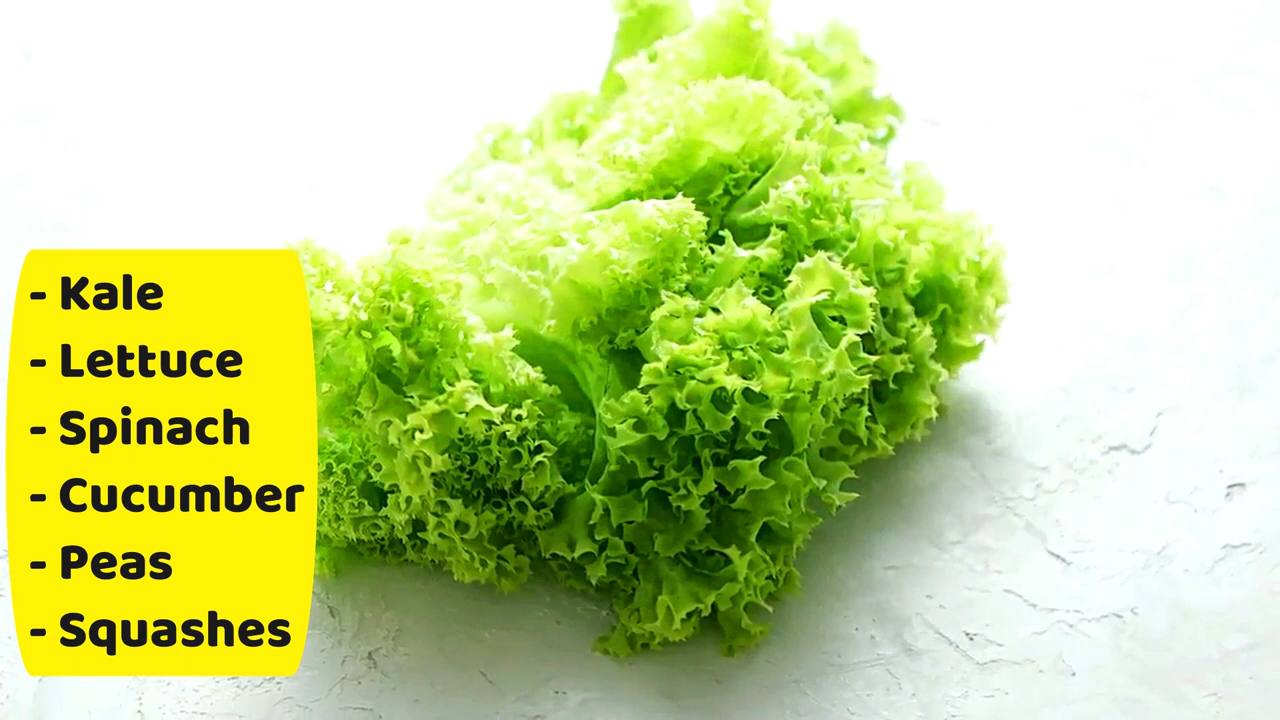 - Kale
- Lettuce
- Spinach
- Cucumber
- Peas
- Squashes